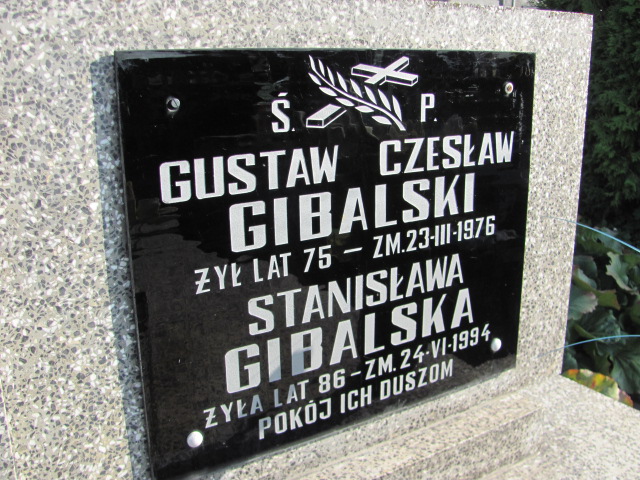 Ś. P.
GUSTAW CZESŁAW
GIBALSKI
ŻYŁ LAT 75 - ZM. 23-III-1976
STANISŁAWA
GIBALSKA
ŻYŁA LAT 86 - ZM. 24-VI-1994
POKÓJ ICH DUSZOM